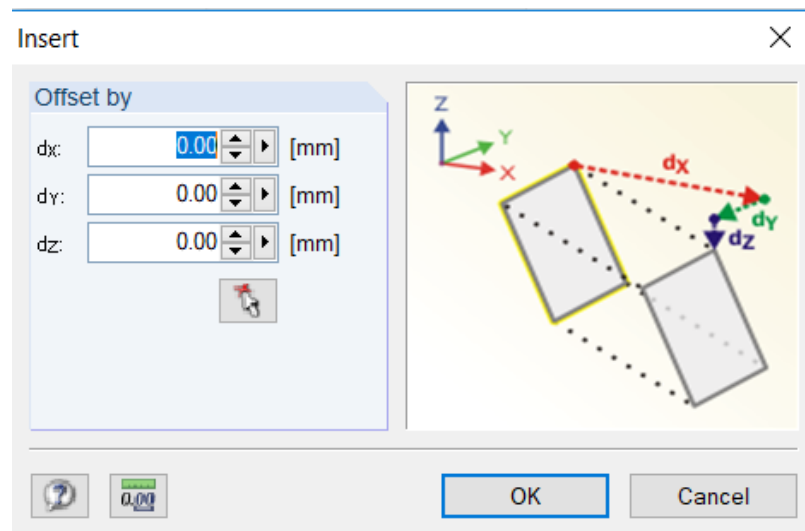 Insert
Offset by
dX: 0.00 [mm]
dY: 0.00 [mm]
dZ: 0.00 [mm]
Z
Y
X
dX
dY
dZ
0.00
OK Cancel